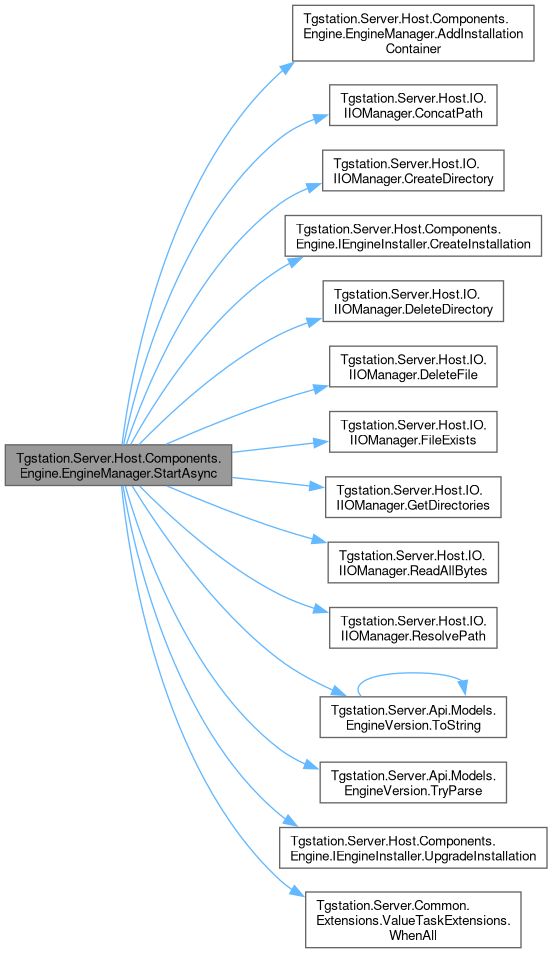 Tgstation.Server.Host.Components.
Engine.EngineManager.StartAsync
Tgstation.Server.Host.Components.
Engine.EngineManager.AddInstallation
Container
Tgstation.Server.Host.IO.
IIOManager.ConcatPath
Tgstation.Server.Host.IO.
IIOManager.CreateDirectory
Tgstation.Server.Host.Components.
Engine.IEngineInstaller.CreateInstallation
Tgstation.Server.Host.IO.
IIOManager.DeleteDirectory
Tgstation.Server.Host.IO.
IIOManager.DeleteFile
Tgstation.Server.Host.IO.
IIOManager.FileExists
Tgstation.Server.Host.IO.
IIOManager.GetDirectories
Tgstation.Server.Host.IO.
IIOManager.ReadAllBytes
Tgstation.Server.Host.IO.
IIOManager.ResolvePath
Tgstation.Server.Api.Models.
EngineVersion.ToString
Tgstation.Server.Api.Models.
EngineVersion.TryParse
Tgstation.Server.Host.Components.
Engine.IEngineInstaller.UpgradeInstallation
Tgstation.Server.Common.
Extensions.ValueTaskExtensions.
WhenAll